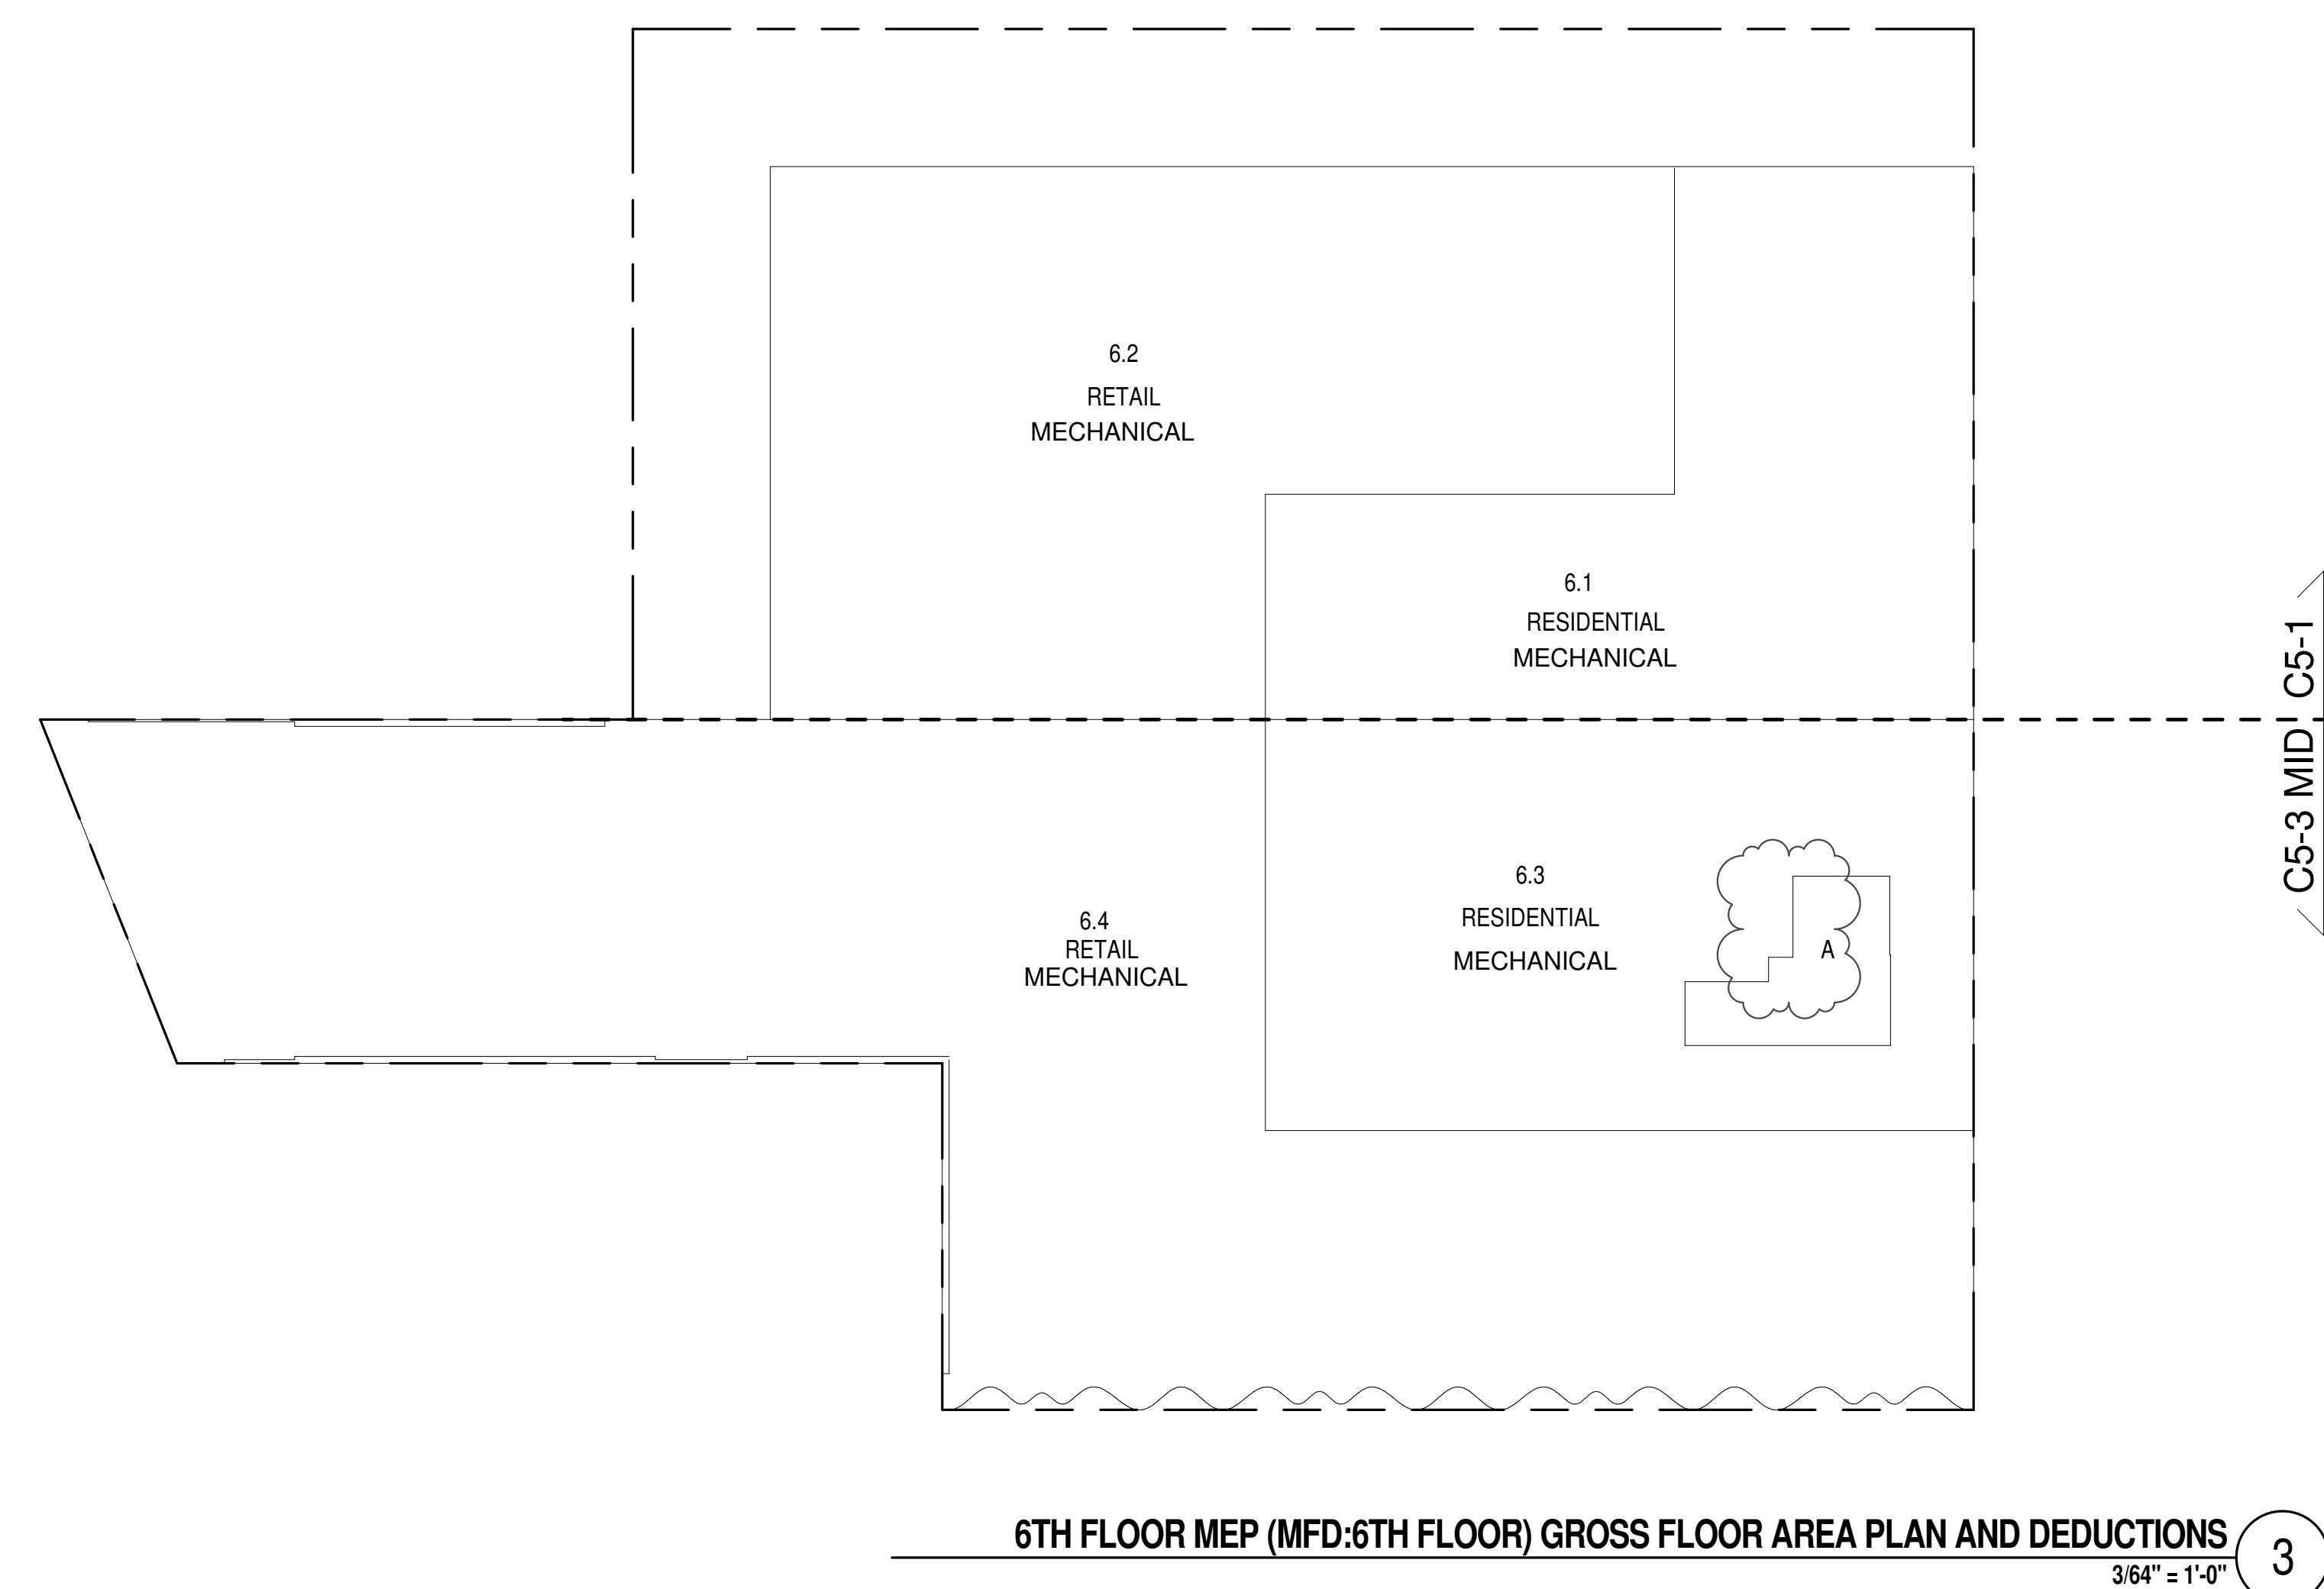 6.2
RETAIL
MECHANICAL
6.1
RESIDENTIAL
MECHANICAL
C5-3 MID C5-1
6.3
RESIDENTIAL
MECHANICAL
A
6.4
RETAIL
MECHANICAL
6TH FLOOR MEP (MFD:6TH FLOOR) GROSS FLOOR AREA PLAN AND DEDUCTIONS
3
3/64" = 1'-0"